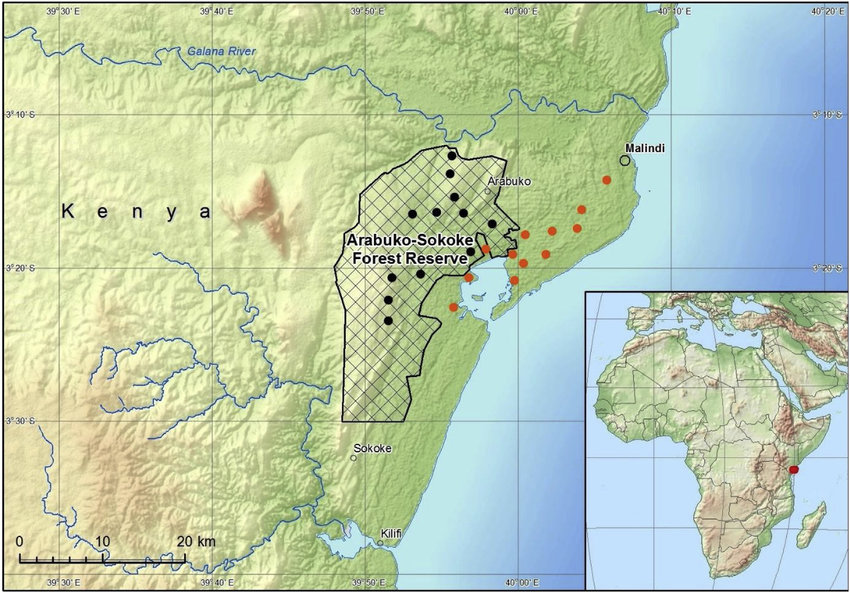 39°30' E
39°40' E
39°50' E
40°00' E
40°10' E
40°20' E
Galana River
3°10' S
3°10' S
Malindi
Arabuko
K e n y a
Arabuko-Sokoke
Forest Reserve
3°20' S
3°20' S
3°30' S
Sokoke
Kilifi
0 10 20 km
39°30' E
39°40' E
39°50' E
40°00' E